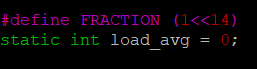 #define FRACTION (1<<14)
static int load_avg = 0;